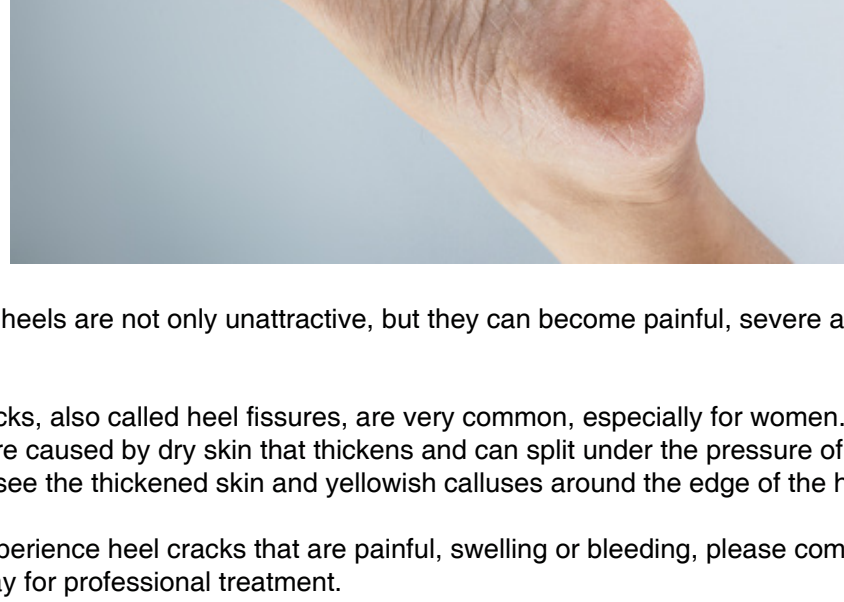 heels are not only unattractive, but they can become painful, severe a
cks, also called heel fissures, are very common, especially for women.
re caused by dry skin that thickens and can split under the pressure of
see the thickened skin and yellowish calluses around the edge of the h
perience heel cracks that are painful, swelling or bleeding, please com
ay for professional treatment.